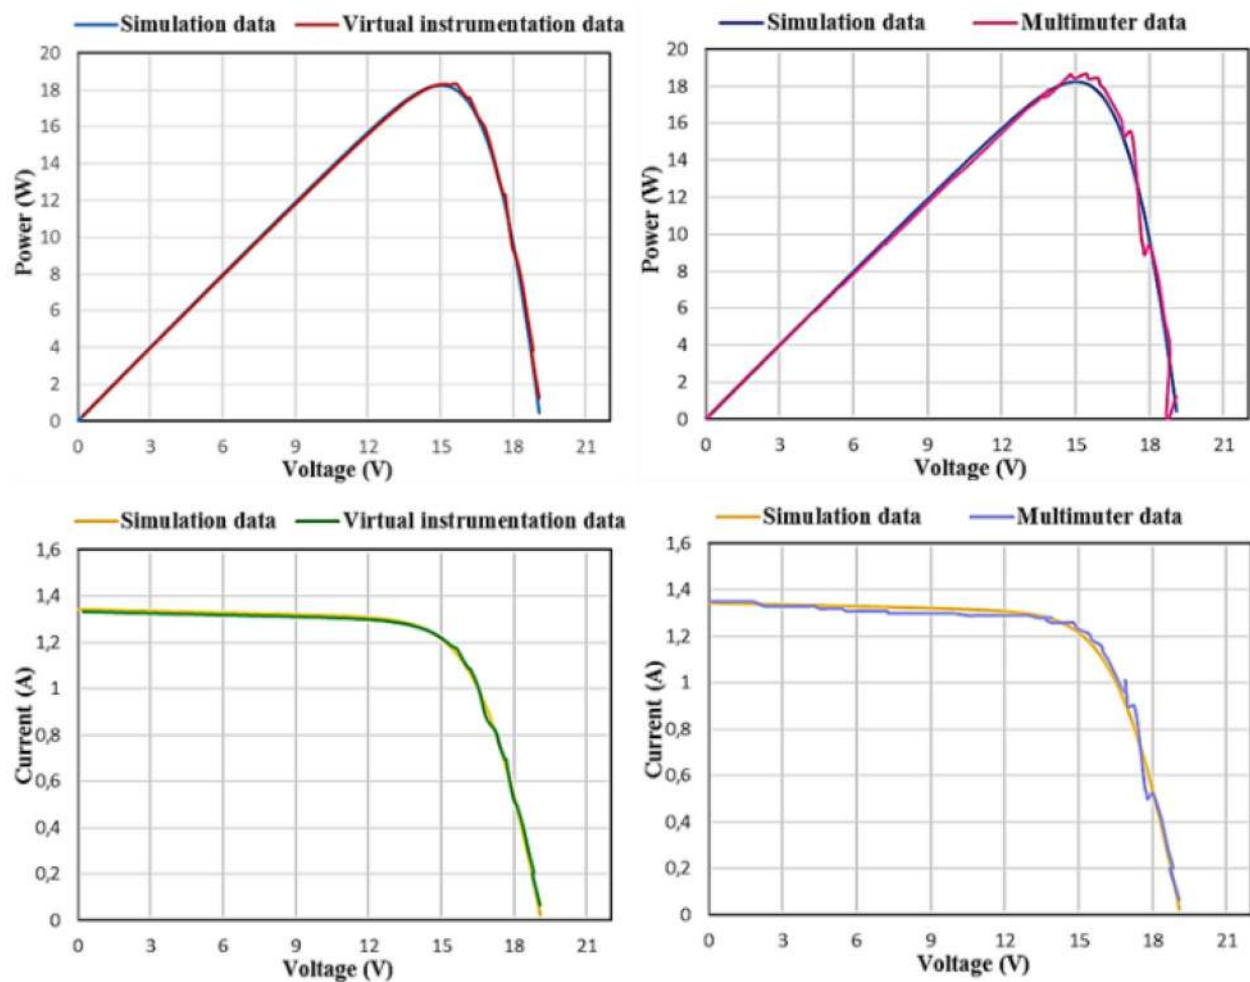 Simulation data Virtual instrumentation data
20
18
16
14
12
10
8
6
4
2
0
Power (W)
0 3 6 9 12 15 18 21
Voltage (V)
Simulation data Multimuter data
20
18
16
14
12
10
8
6
4
2
0
Power (W)
0 3 6 9 12 15 18 21
Voltage (V)
Simulation data Virtual instrumentation data
1,6
1,4
1,2
1
0,8
0,6
0,4
0,2
0
Current (A)
0 3 6 9 12 15 18 21
Voltage (V)
Simulation data Multimuter data
1,6
1,4
1,2
1
0,8
0,6
0,4
0,2
0
Current (A)
0 3 6 9 12 15 18 21
Voltage (V)